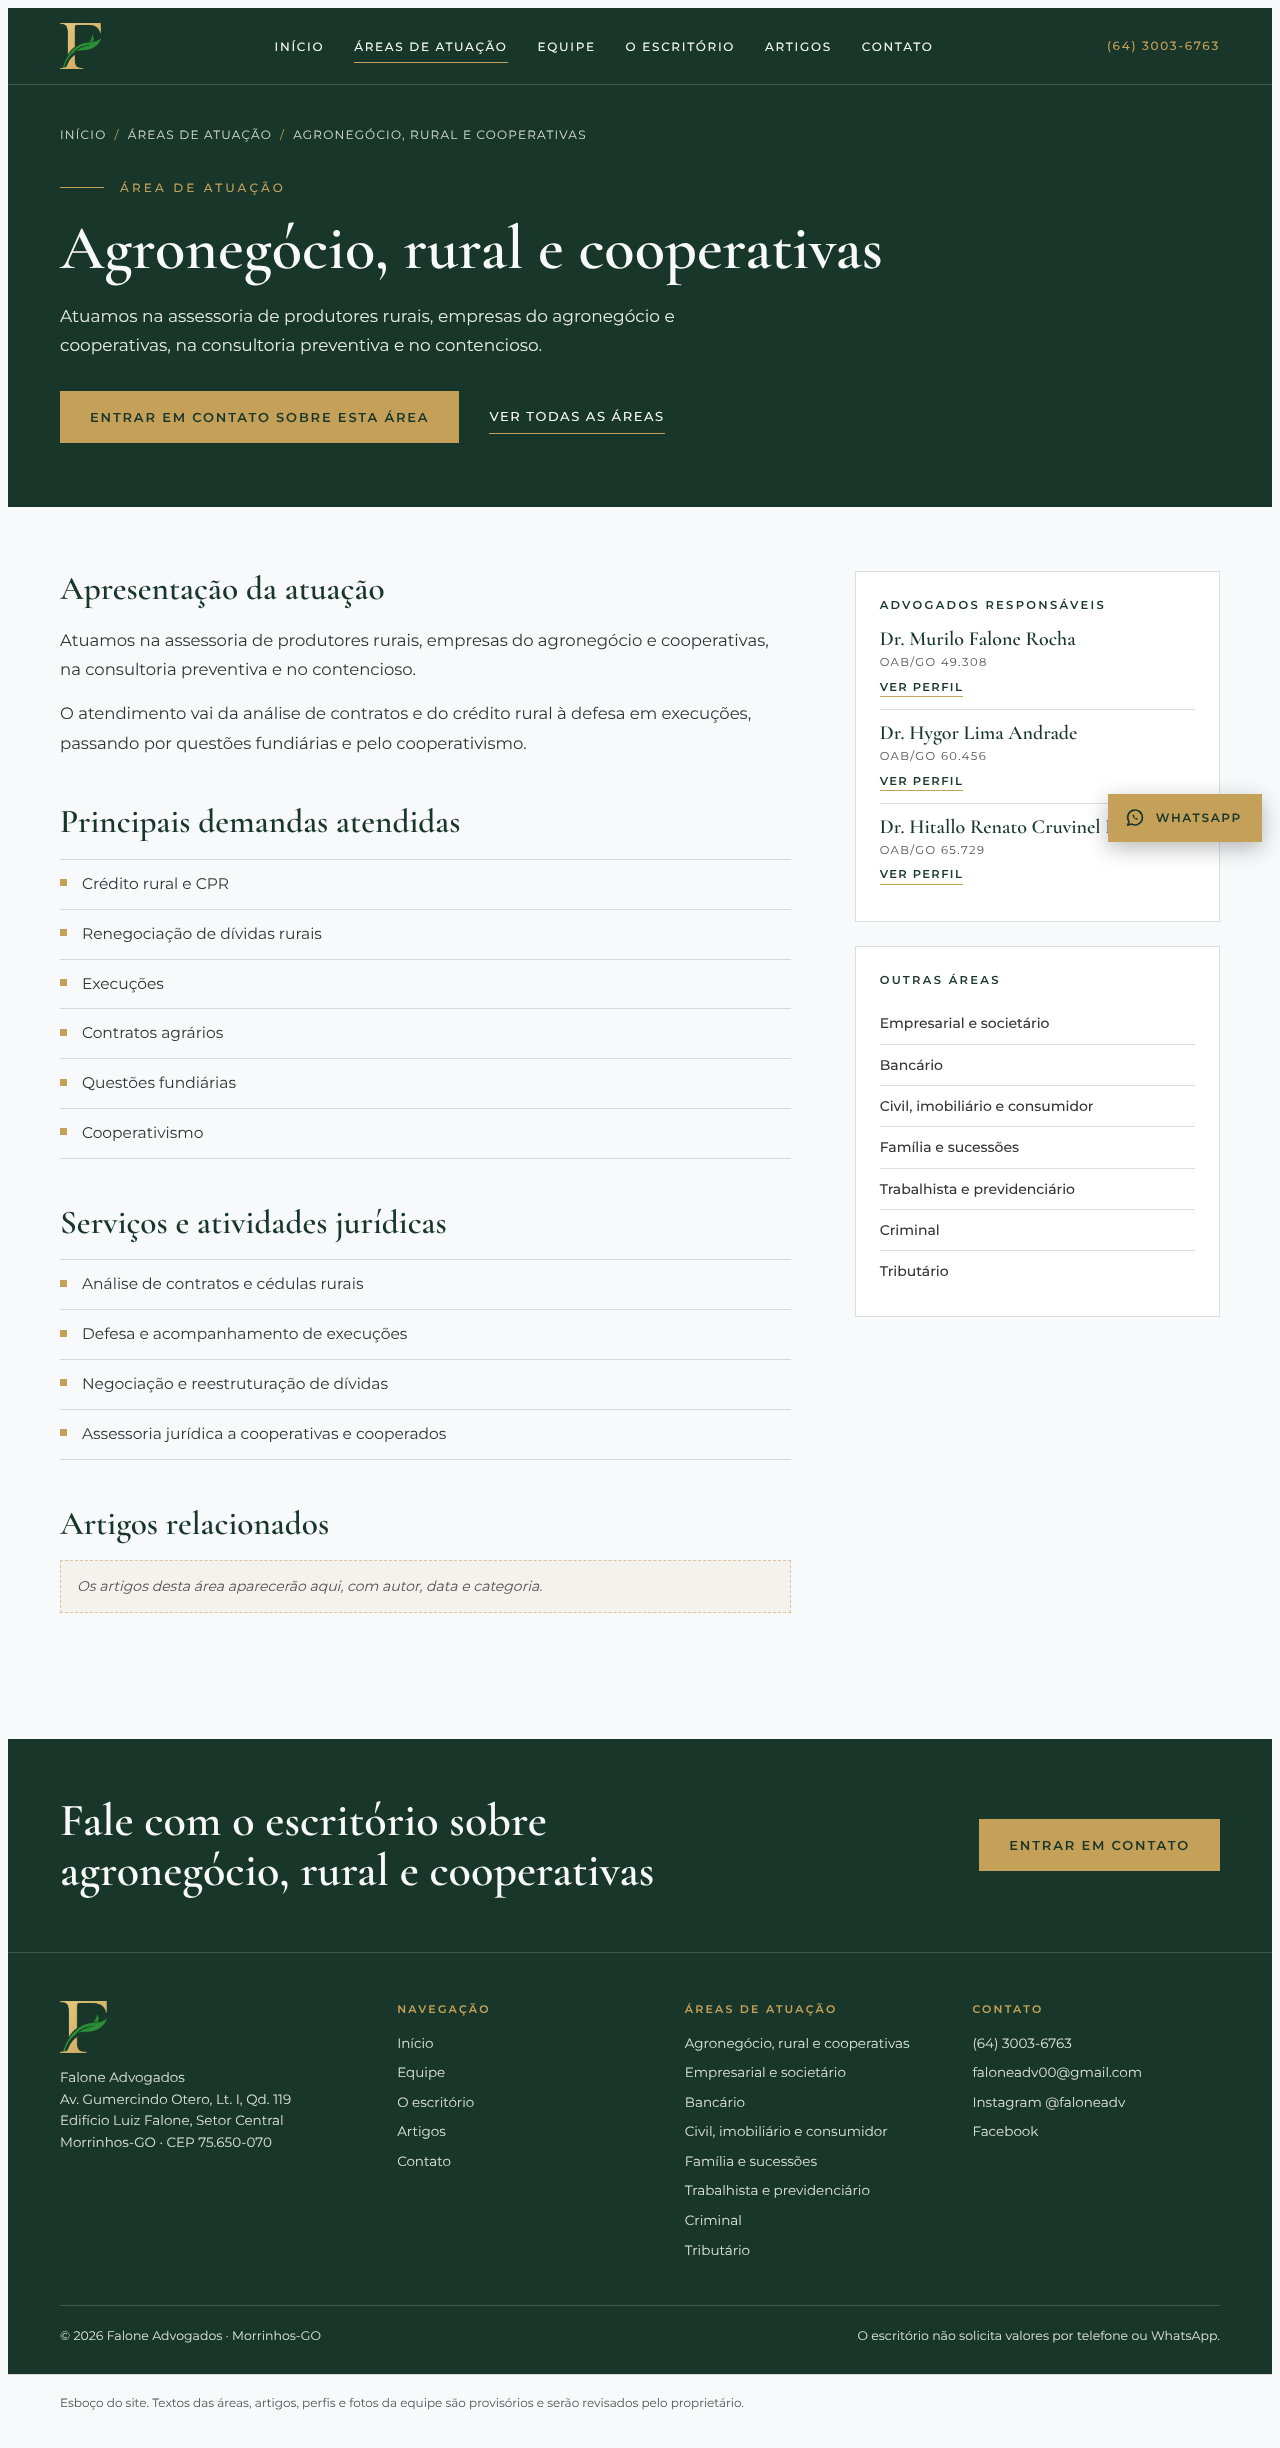 INÍCIO
ÁREAS DE ATUAÇÃO
EQUIPE
O ESCRITÓRIO
ARTIGOS
CONTATO
(64) 3003-6763
INÍCIO / ÁREAS DE ATUAÇÃO / AGRONEGÓCIO, RURAL E COOPERATIVAS
ÁREA DE ATUAÇÃO
Agronegócio, rural e cooperativas
Atuamos na assessoria de produtores rurais, empresas do agronegócio e
cooperativas, na consultoria preventiva e no contencioso.
ENTRAR EM CONTATO SOBRE ESTA ÁREA
VER TODAS AS ÁREAS
Apresentação da atuação
Atuamos na assessoria de produtores rurais, empresas do agronegócio e cooperativas,
na consultoria preventiva e no contencioso.
O atendimento vai da análise de contratos e do crédito rural à defesa em execuções,
passando por questões fundiárias e pelo cooperativismo.
Principais demandas atendidas
Crédito rural e CPR
Renegociação de dívidas rurais
Execuções
Contratos agrários
Questões fundiárias
Cooperativismo
Serviços e atividades jurídicas
Análise de contratos e cédulas rurais
Defesa e acompanhamento de execuções
Negociação e reestruturação de dívidas
Assessoria jurídica a cooperativas e cooperados
Artigos relacionados
Os artigos desta área aparecerão aqui, com autor, data e categoria.
ADVOGADOS RESPONSÁVEIS
Dr. Murilo Falone Rocha
OAB/GO 49.308
VER PERFIL
Dr. Hygor Lima Andrade
OAB/GO 60.456
VER PERFIL
Dr. Hitallo Renato Cruvinel
OAB/GO 65.729
VER PERFIL
WHATSAPP
OUTRAS ÁREAS
Empresarial e societário
Bancário
Civil, imobiliário e consumidor
Família e sucessões
Trabalhista e previdenciário
Criminal
Tributário
Fale com o escritório sobre
agronegócio, rural e cooperativas
ENTRAR EM CONTATO
Falone Advogados
Av. Gumercindo Otero, Lt. I, Qd. 119
Edifício Luiz Falone, Setor Central
Morrinhos-GO · CEP 75.650-070
NAVEGAÇÃO
Início
Equipe
O escritório
Artigos
Contato
ÁREAS DE ATUAÇÃO
Agronegócio, rural e cooperativas
Empresarial e societário
Bancário
Civil, imobiliário e consumidor
Família e sucessões
Trabalhista e previdenciário
Criminal
Tributário
CONTATO
(64) 3003-6763
faloneadv00@gmail.com
Instagram @faloneadv
Facebook
© 2026 Falone Advogados · Morrinhos-GO
O escritório não solicita valores por telefone ou WhatsApp.
Esboço do site. Textos das áreas, artigos, perfis e fotos da equipe são provisórios e serão revisados pelo proprietário.